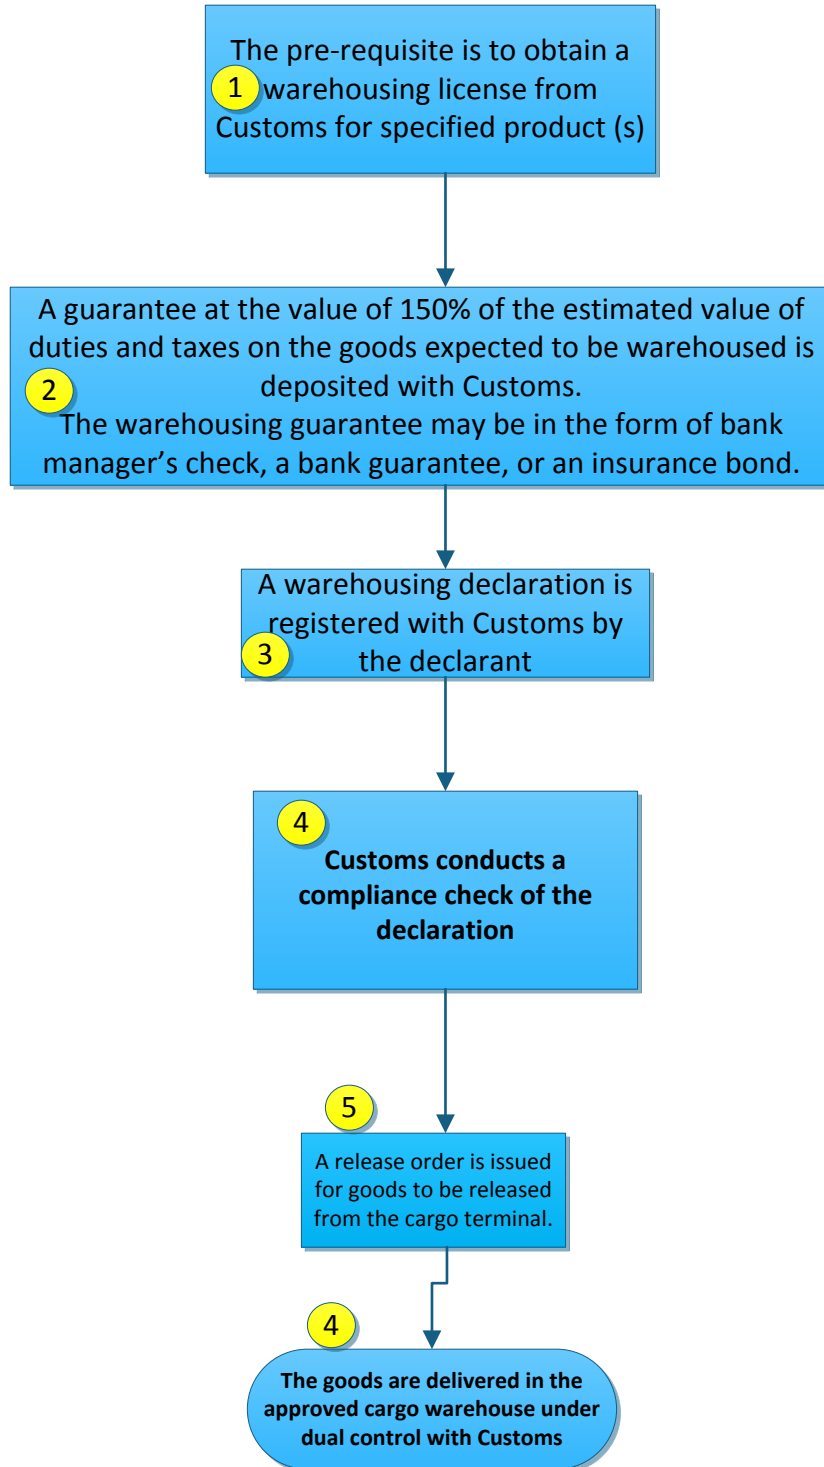 The pre-requisite is to obtain a
1
warehousing license from
Customs for specified product (s)
A guarantee at the value of 150% of the estimated value of
duties and taxes on the goods expected to be warehoused is
2
deposited with Customs.
The warehousing guarantee may be in the form of bank
manager’s check, a bank guarantee, or an insurance bond.
A warehousing declaration is
registered with Customs by
3
the declarant
4
Customs conducts a
compliance check of the
declaration
5
A release order is issued
for goods to be released
from the cargo terminal.
4
The goods are delivered in the
approved cargo warehouse under
dual control with Customs